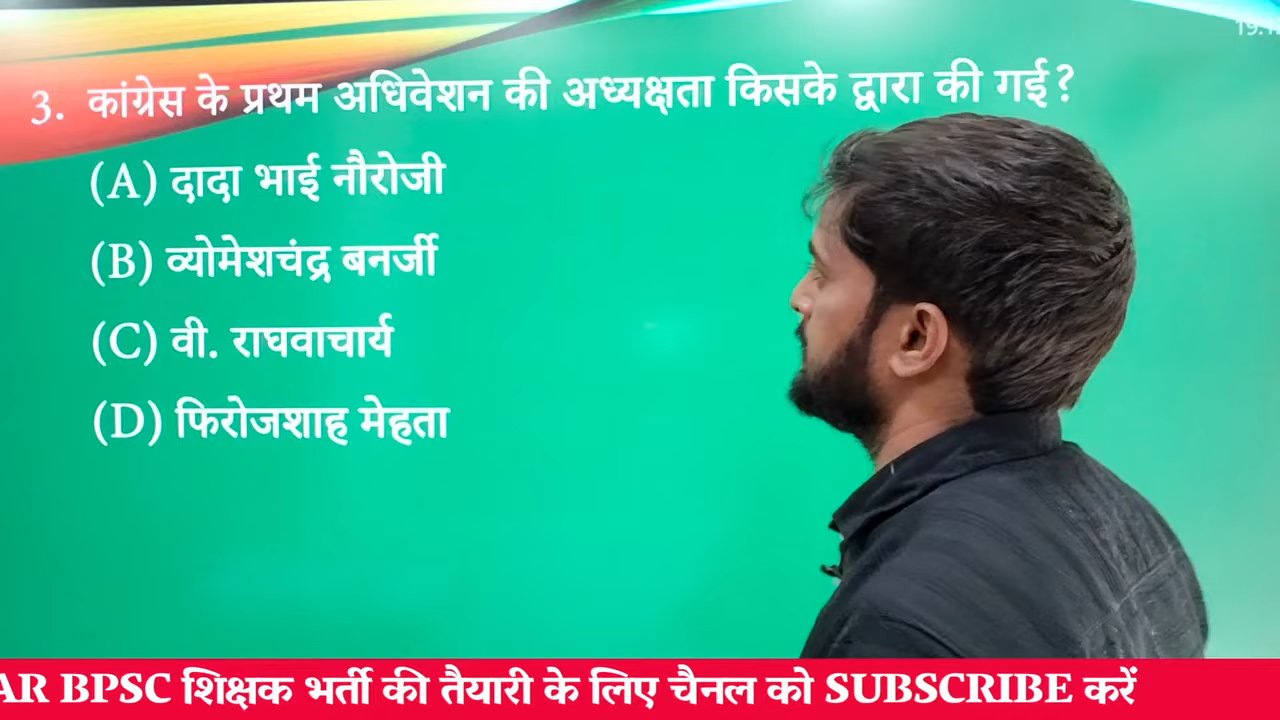 3. कांग्रेस के प्रथम अधिवेशन की अध्यक्षता किसके द्वारा की गई?
(A) दादा भाई नौरोजी
(B) व्योमेशचंद्र बनर्जी
(C) वी. राघवाचार्य
(D) फिरोजशाह मेहता
AR BPSC शिक्षक भर्ती की तैयारी के लिए चैनल को SUBSCRIBE करें